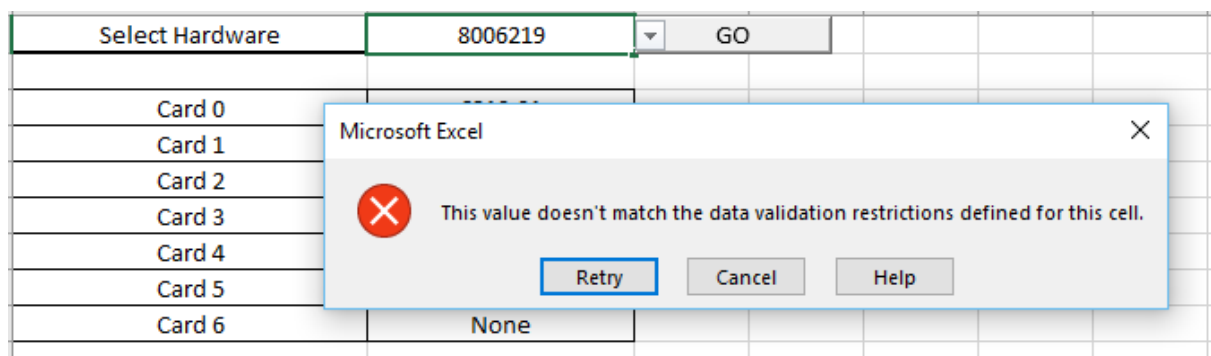 Select Hardware 8006219 GO
Card 0
Microsoft Excel
Card 1
Card 2
This value doesn't match the data validation restrictions defined for this cell.
Card 3
Card 4
Retry Cancel Help
Card 5
Card 6 None